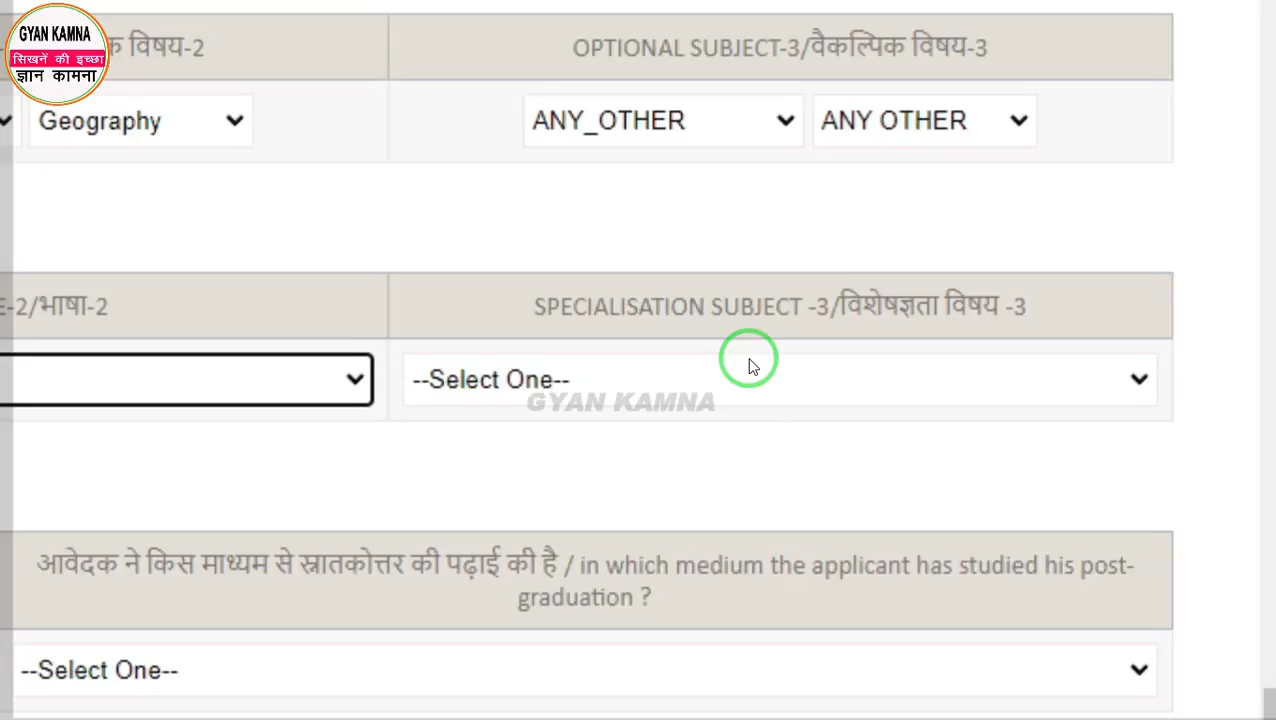 GYAN KAMNA
सिखनें की इच्छा
ज्ञान कामना
क विषय-2
OPTIONAL SUBJECT-3/वैकल्पिक विषय-3
Geography
ANY_OTHER
ANY OTHER
E-2/भाषा-2
SPECIALISATION SUBJECT -3/विशेषज्ञता विषय -3
--Select One--
GYAN KAMNA
आवेदक ने किस माध्यम से स्नातकोत्तर की पढ़ाई की है / in which medium the applicant has studied his post-
graduation ?
--Select One--